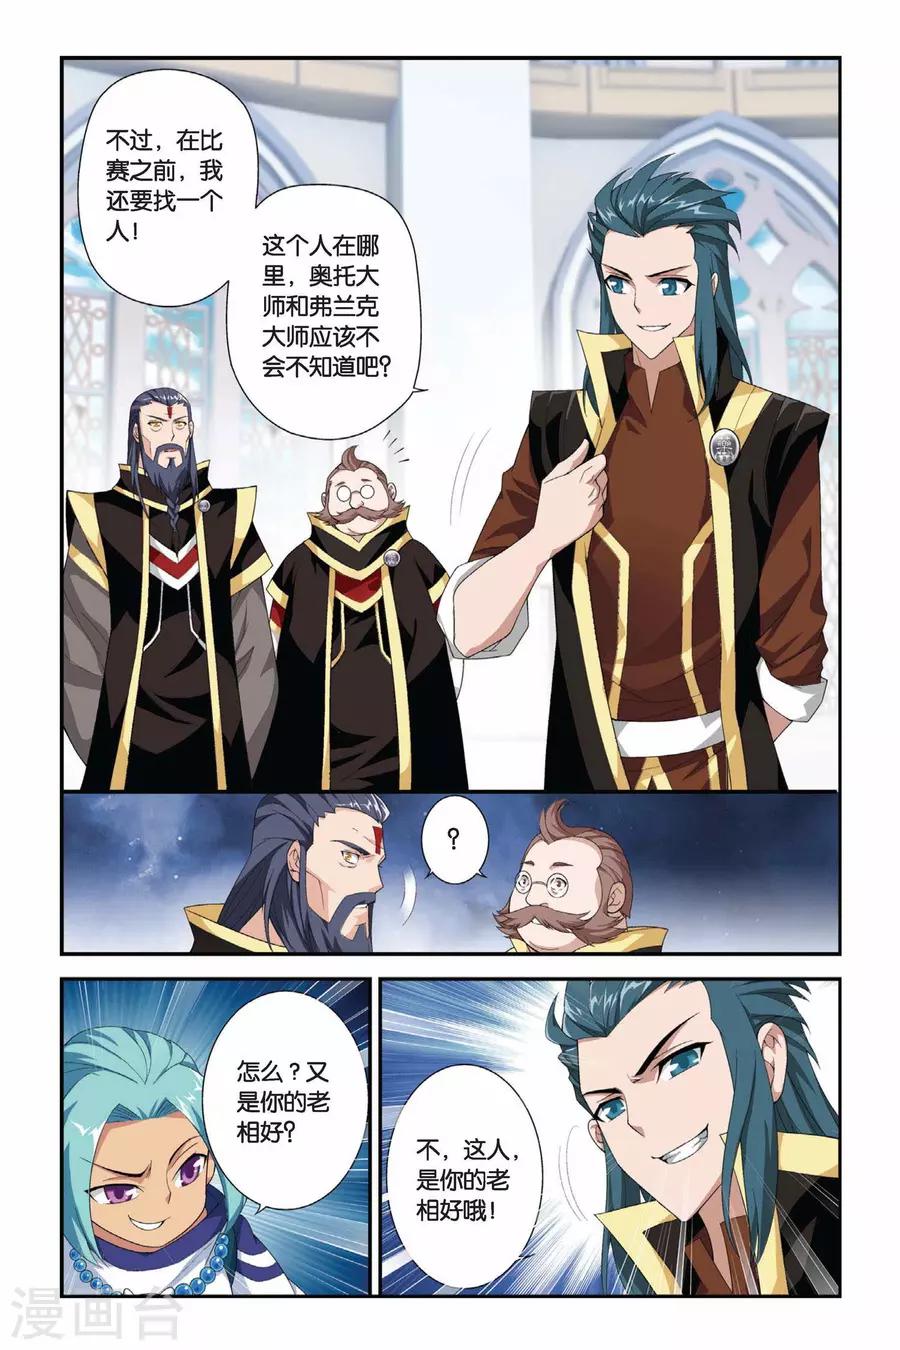 不过，在比
赛之前，我
还要找一个
人！
这个人在哪
里，奥托大
师和弗兰克
大师应该不
会不知道吧？
？
怎么？又
是你的老
相好？
不，这人，
是你的老
相好哦！
漫画台